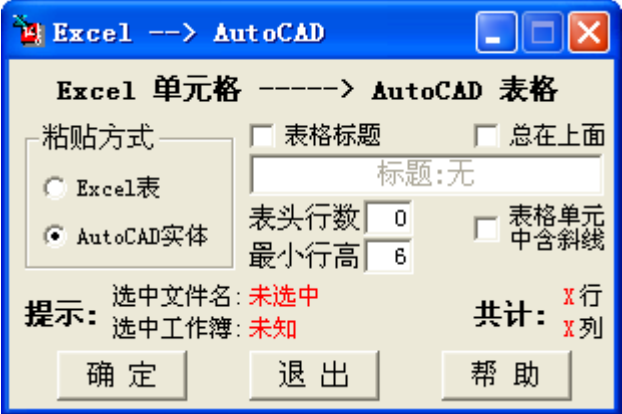 Excel --> AutoCAD
Excel 单元格 -----> AutoCAD 表格
粘贴方式
Excel表
AutoCAD实体
表格标题
总在上面
标题:无
表头行数 0
最小行高 6
表格单元
中含斜线
提示:
选中文件名:未选中
选中工作簿:未知
共计:
X行
X列
确 定
退 出
帮 助